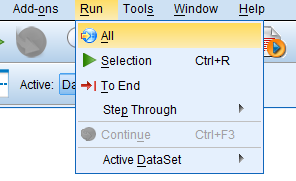 Add-ons Run Tools Window Help
All
Selection Ctrl+R
Active: Da
To End
Step Through
Continue Ctrl+F3
Active DataSet